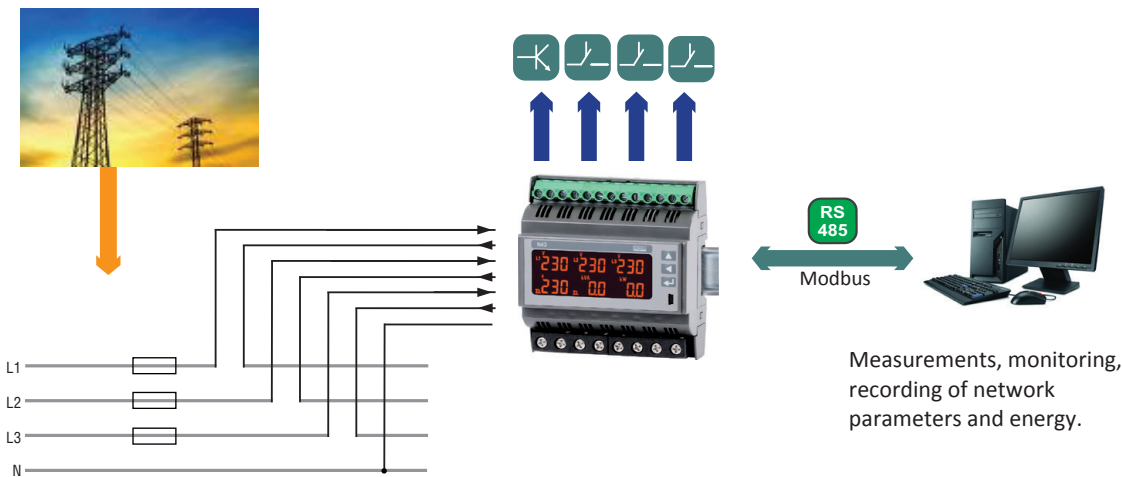 RS
485
Modbus
N43
230 230 230
230 0.0 0.0
L1
L2
L3
N
Measurements, monitoring,
recording of network
parameters and energy.